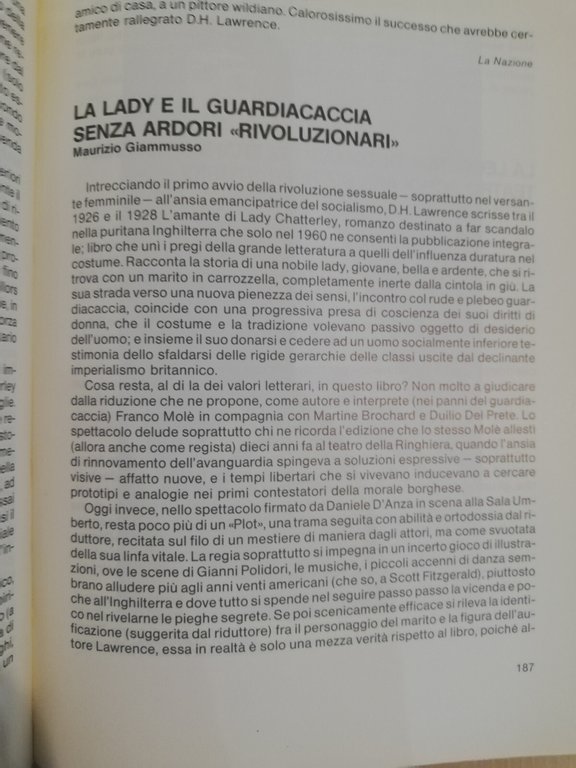 amico di casa, a un pittore wildiano. Calorosissimo il successo che avrebbe cer-
tamente rallegrato D.H. Lawrence.
La Nazione
LA LADY E IL GUARDIACACCIA
SENZA ARDORI «RIVOLUZIONARI»
Maurizio Giammusso
Intrecciando il primo avvio della rivoluzione sessuale — soprattutto nel versan-
te femminile — all'ansia emancipatrice del socialismo, D.H. Lawrence scrisse tra il
1926 e il 1928 L'amante di Lady Chatterley, romanzo destinato a far scandalo
nella puritana Inghilterra che solo nel 1960 ne consentì la pubblicazione integra-
le; libro che unì i pregi della grande letteratura a quelli dell'influenza duratura nel
costume. Racconta la storia di una nobile lady, giovane, bella e ardente, che si ri-
trova con un marito in carrozzella, completamente inerte dalla cintola in giù. La
sua strada verso una nuova pienezza dei sensi, l'incontro col rude e plebeo guar-
diacaccia, coincide con una progressiva presa di coscienza dei suoi diritti di
donna, che il costume e la tradizione volevano passivo oggetto di desiderio
dell'uomo; e insieme il suo donarsi e cedere ad un uomo socialmente inferiore te-
stimonia dello sfaldarsi delle rigide gerarchie delle classi uscite dal declinante
imperialismo britannico.
Cosa resta, al di la dei valori letterari, in questo libro? Non molto a giudicare
dalla riduzione che ne propone, come autore e interprete (nei panni del guardia-
caccia) Franco Molè in compagnia con Martine Brochard e Duilio Del Prete. Lo
spettacolo delude soprattutto chi ne ricorda l'edizione che lo stesso Molè allestì
(allora anche come regista) dieci anni fa al teatro della Ringhiera, quando l'ansia
di rinnovamento dell'avanguardia spingeva a soluzioni espressive — soprattutto
visive — affatto nuove, e i tempi libertari che si vivevano inducevano a cercare
prototipi e analogie nei primi contestatori della morale borghese.
Oggi invece, nello spettacolo firmato da Daniele D'Anza in scena alla Sala Um-
berto, resta poco più di un «Plot», una trama seguita con abilità e ortodossia dal ri-
duttore, recitata sul filo di un mestiere di maniera dagli attori, ma come svuotata
della sua linfa vitale. La regia soprattutto si impegna in un incerto gioco di illustra-
zioni, ove le scene di Gianni Polidori, le musiche, i piccoli accenni di danza sem-
brano alludere più agli anni venti americani (che so, a Scott Fitzgerald), piuttosto
che all'Inghilterra e dove tutto si spende nel seguire passo passo la vicenda e po-
co nel rivelarne le pieghe segrete. Se poi scenicamente efficace si rileva la identi-
ficazione (suggerita dal riduttore) fra il personaggio del marito e la figura dell'au-
tore Lawrence, essa in realtà è solo una mezza verità rispetto al libro, poichè al-
187